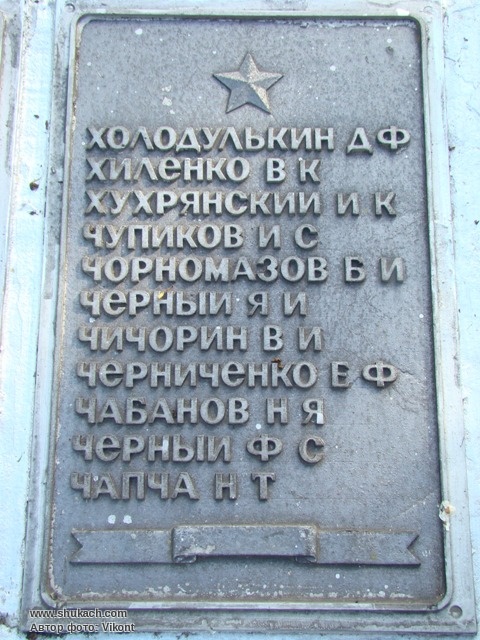 ХОЛОДУЛЬКИН Д Ф
ХИЛЕНКО В К
ХУХРЯНСКИЙ И К
ЧУПИКОВ И С
ЧОРНОМАЗОВ Б И
ЧЕРНЫЙ Я И
ЧИЧОРИН В И
ЧЕРНИЧЕНКО Е Ф
ЧАБАНОВ Н Я
ЧЕРНЫЙ Ф С
ЧАПЧА Н Т
www.shukach.com
Автор фото: Vikont